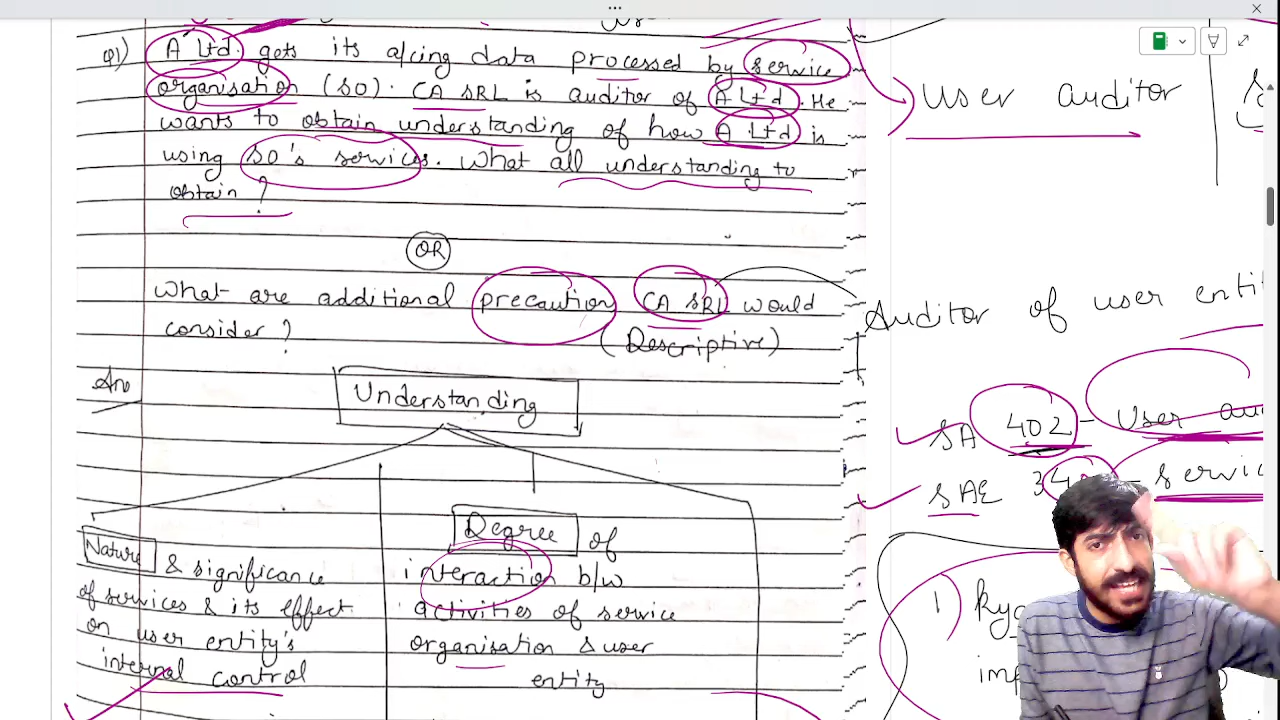 Q1) A Ltd. gets its a/cing data processed by service
organisation (SO). CA SRL is auditor of A Ltd. He
wants to obtain understanding of how A Ltd is
using SO's services. What all understanding to
obtain?
OR
What are additional precaution CA SRL would
consider?
(Descriptive)
Ans
Understanding
Nature & significance
of services & its effect
on user entity's
internal control
Degree of
interaction b/w
activities of service
organisation & user
entity
User auditor
Auditor of user
SA 402 - User
SAE
1)